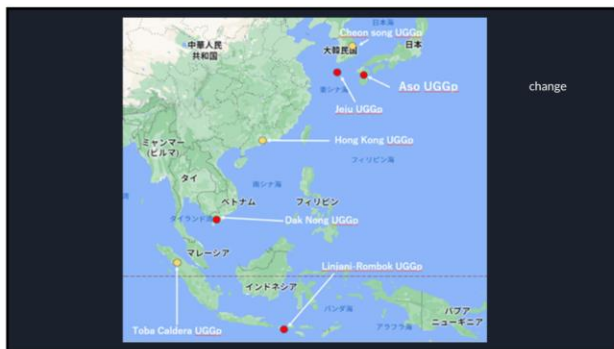 日本海
Cheon song UGGp
中華人民
共和国
大韓民国
日本
Aso UGGp
change
東シナ海
Jeju UGGp
ミャンマー
(ビルマ)
Hong Kong UGGp
フィリピン海
タイ
南シナ海
ベトナム
フィリピン
タイランド湾
Dak Nong UGGp
マレーシア
Linjani-Rombok UGGp
インドネシア
バンダ海
パプア
ニューギニア
Toba Caldera UGGp
アラフラ海